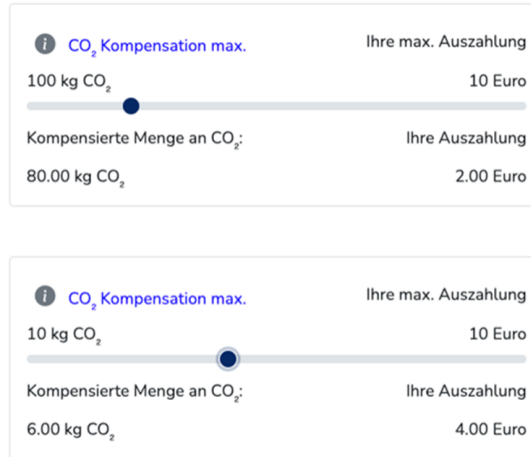 i CO₂ Kompensation max. Ihre max. Auszahlung
100 kg CO₂ 10 Euro
Kompensierte Menge an CO₂: Ihre Auszahlung
80.00 kg CO₂ 2.00 Euro
i CO₂ Kompensation max. Ihre max. Auszahlung
10 kg CO₂ 10 Euro
Kompensierte Menge an CO₂: Ihre Auszahlung
6.00 kg CO₂ 4.00 Euro